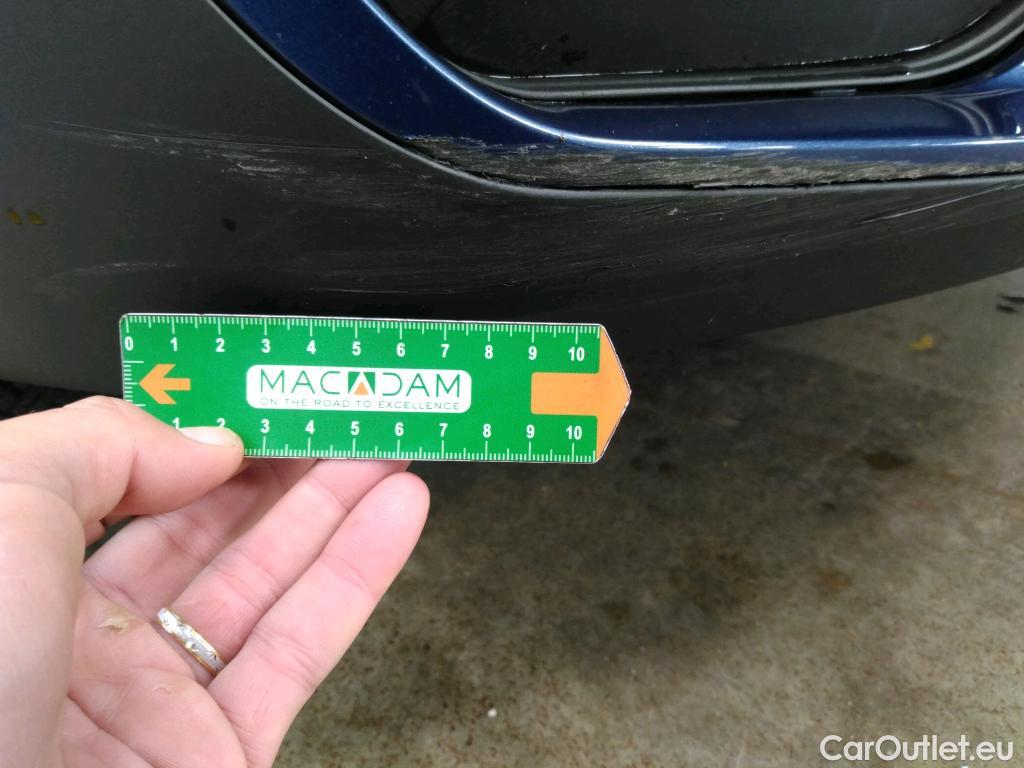 0 1 2 3 4 5 6 7 8 9 10
MACADAM
ON THE ROAD TO EXCELLENCE
1 2 3 4 5 6 7 8 9 10
CarOutlet.eu